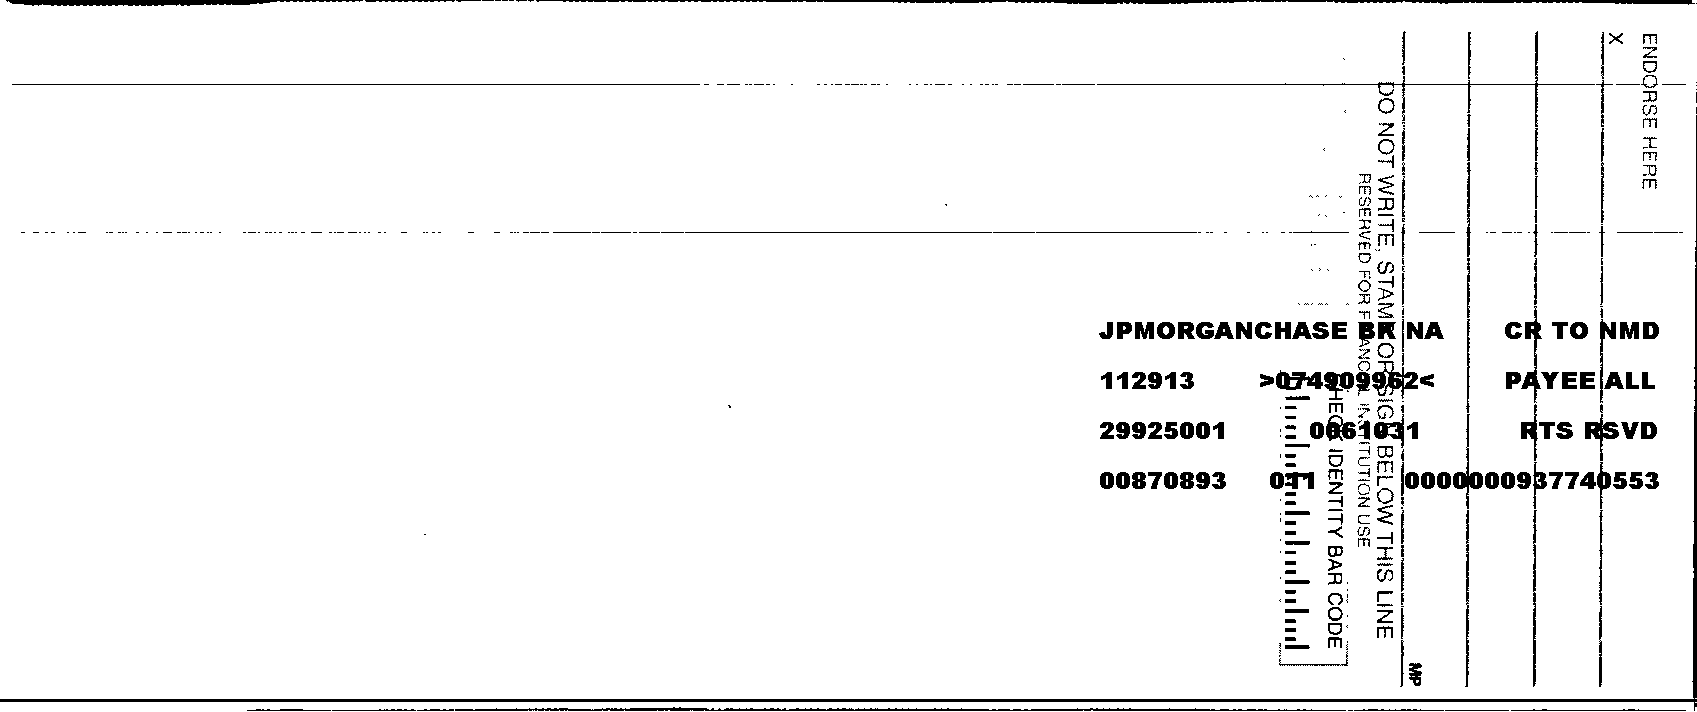 ENDORSE HERE
X
DO NOT WRITE, STAMP OR SIGN BELOW THIS LINE
RESERVED FOR FINANCIAL INSTITUTION USE
JPMORGANCHASE BK NA CR TO NMD
112913 >074909962< PAYEE ALL
29925001 0061031 RTS RSVD
00870893 011 0000000937740553
CHECK IDENTITY BAR CODE
MP